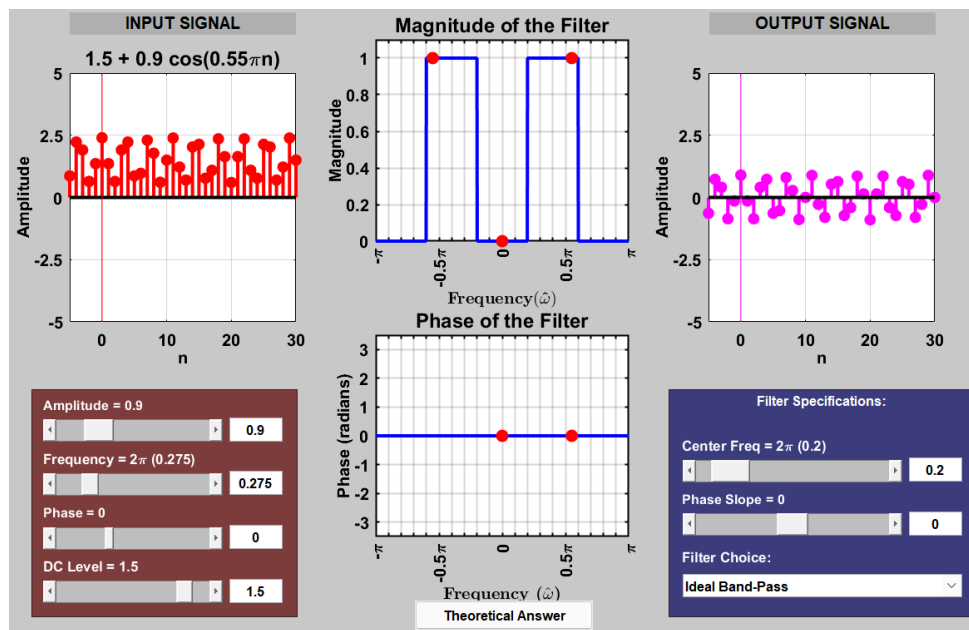 INPUT SIGNAL
1.5 + 0.9 cos(0.55πn)
Amplitude
5
2.5
0
-2.5
-5
0
10
20
30
n
Magnitude of the Filter
Magnitude
1
0.8
0.6
0.4
0.2
0
-π
-0.5π
0
0.5π
π
Frequency(ω̂)
Phase of the Filter
Phase (radians)
3
2
1
0
-1
-2
-3
-π
-0.5π
0
0.5π
π
Frequency (ω̂)
Theoretical Answer
OUTPUT SIGNAL
Amplitude
5
2.5
0
-2.5
-5
0
10
20
30
n
Amplitude = 0.9
0.9
Frequency = 2π (0.275)
0.275
Phase = 0
0
DC Level = 1.5
1.5
Filter Specifications:
Center Freq = 2π (0.2)
0.2
Phase Slope = 0
0
Filter Choice:
Ideal Band-Pass